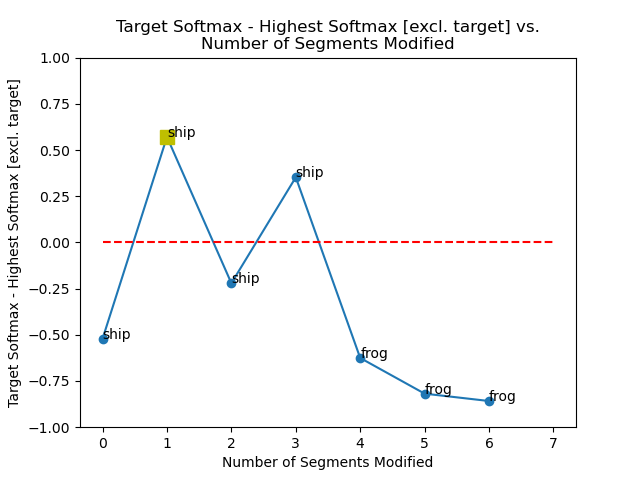 Target Softmax - Highest Softmax [excl. target] vs.
Number of Segments Modified
Target Softmax - Highest Softmax [excl. target]
1.00
0.75
0.50
0.25
0.00
−0.25
−0.50
−0.75
−1.00
ship
ship
ship
ship
frog
frog
frog
0 1 2 3 4 5 6 7
Number of Segments Modified